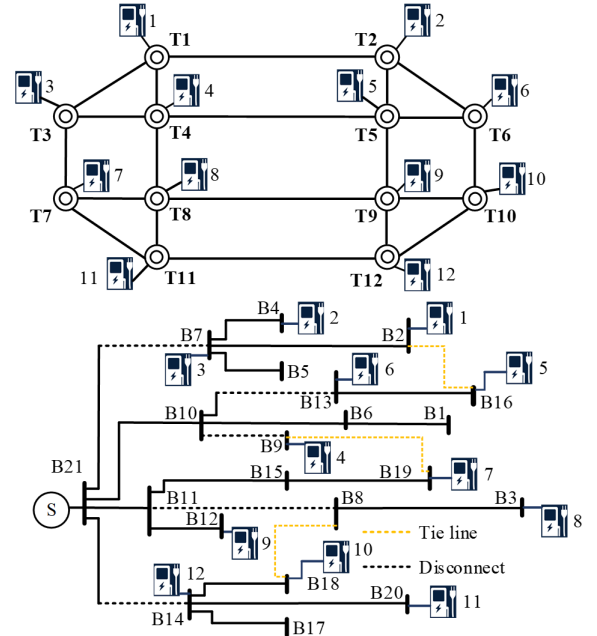 1
2
T1
T2
3
4
5
6
T3
T4
T5
T6
7
8
9
10
T7
T8
T9
T10
11
T11
T12
12
B4
2
1
B7
B2
3
B5
6
5
B13
B16
B10
B6
B1
B9
4
B21
B15
B19
7
S
B11
B8
B3
B12
9
8
Tie line
10
12
B18
Disconnect
B20
11
B14
B17